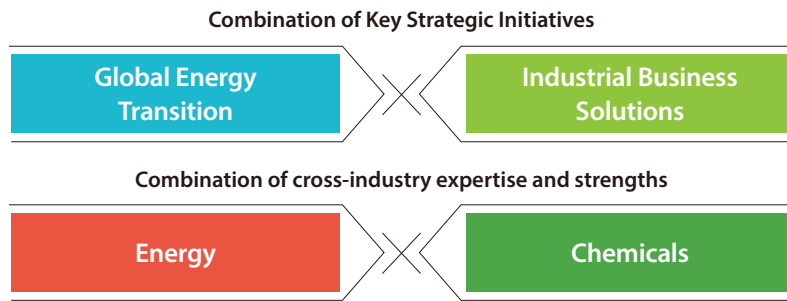 Combination of Key Strategic Initiatives
Global Energy
Transition
Industrial Business
Solutions
Combination of cross-industry expertise and strengths
Energy
Chemicals